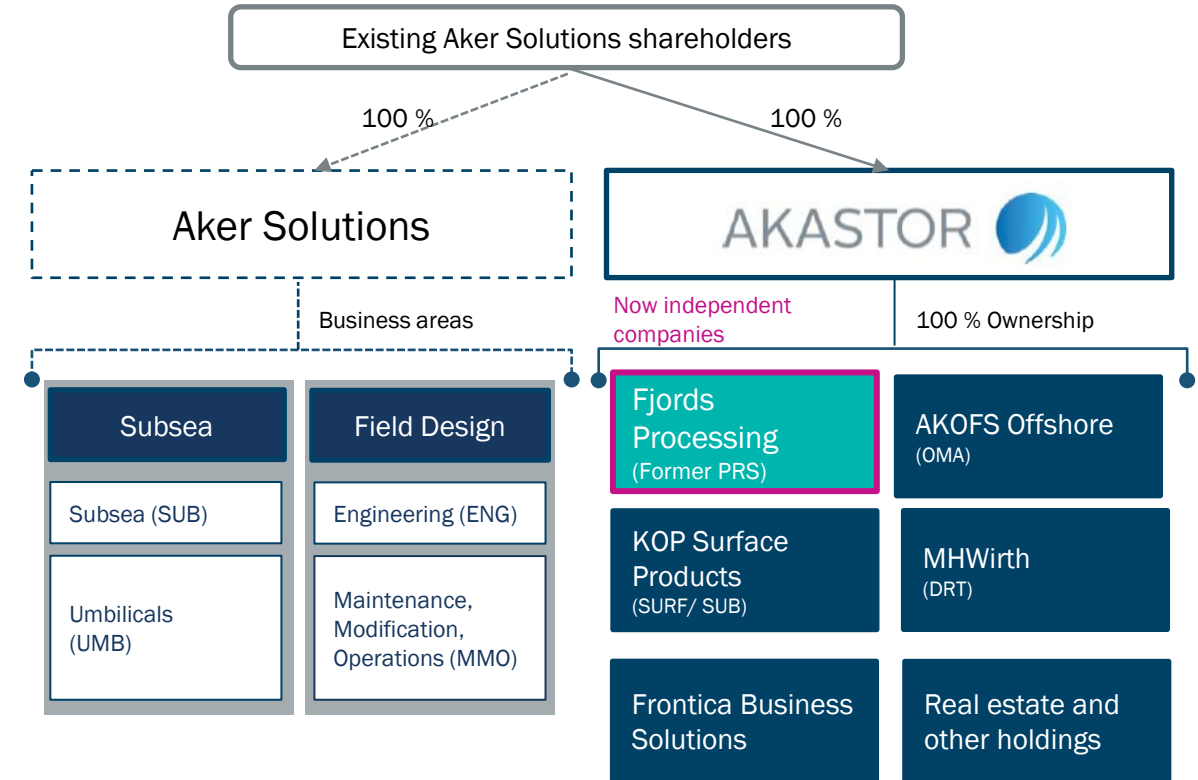 Existing Aker Solutions shareholders
100 %
100 %
Aker Solutions
AKASTOR
Business areas
Now independent
companies
100 % Ownership
Subsea
Field Design
Subsea (SUB)
Engineering (ENG)
Umbilicals
(UMB)
Maintenance,
Modification,
Operations (MMO)
Fjords
Processing
(Former PRS)
AKOFS Offshore
(OMA)
KOP Surface
Products
(SURF/ SUB)
MHWirth
(DRT)
Frontica Business
Solutions
Real estate and
other holdings